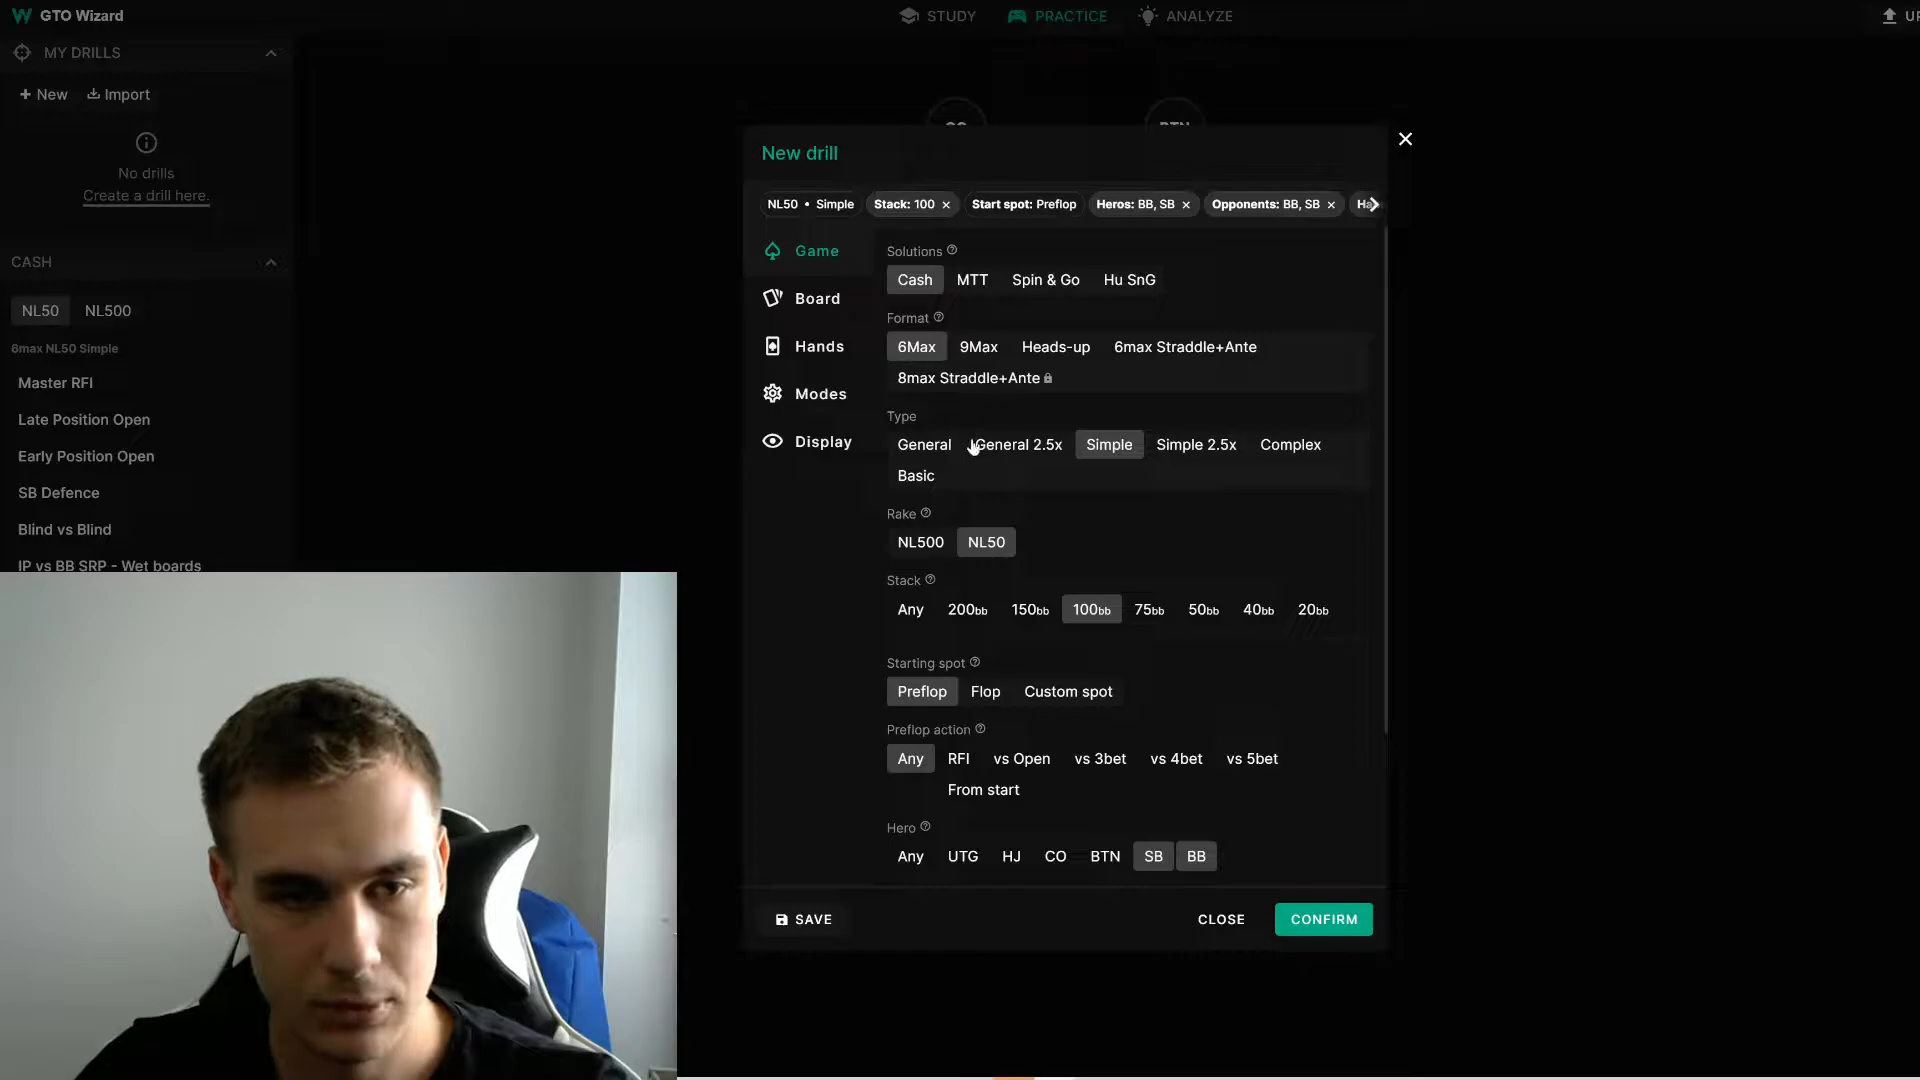 GTO Wizard
STUDY
PRACTICE
ANALYZE
MY DRILLS
+ New
Import
No drills
Create a drill here.
CASH
NL50 NL500
6max NL50 Simple
Master RFI
Late Position Open
Early Position Open
SB Defence
Blind vs Blind
IP vs BB SRP - Wet boards
New drill
NL50 • Simple
Stack: 100 ×
Start spot: Preflop
Heros: BB, SB ×
Opponents: BB, SB ×
Game
Board
Hands
Modes
Display
Solutions
Cash MTT Spin & Go Hu SnG
Format
6Max 9Max Heads-up 6max Straddle+Ante
8max Straddle+Ante
Type
General General 2.5x Simple Simple 2.5x Complex
Basic
Rake
NL500 NL50
Stack
Any 200bb 150bb 100bb 75bb 50bb 40bb 20bb
Starting spot
Preflop Flop Custom spot
Preflop action
Any RFI vs Open vs 3bet vs 4bet vs 5bet
From start
Hero
Any UTG HJ CO BTN SB BB
SAVE
CLOSE
CONFIRM